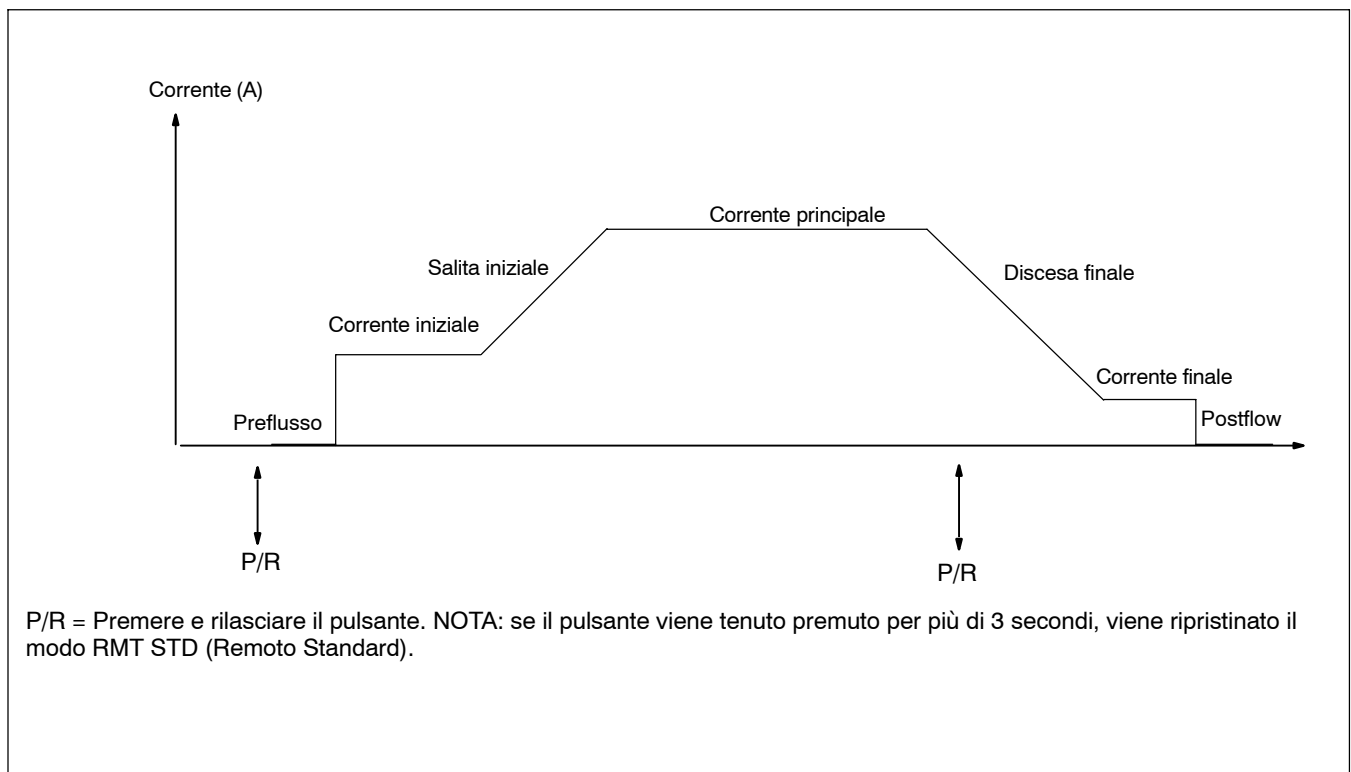 Corrente (A)
Corrente principale
Salita iniziale
Discesa finale
Corrente iniziale
Corrente finale
Preflusso
Postflow
P/R
P/R
P/R = Premere e rilasciare il pulsante. NOTA: se il pulsante viene tenuto premuto per più di 3 secondi, viene ripristinato il
modo RMT STD (Remoto Standard).